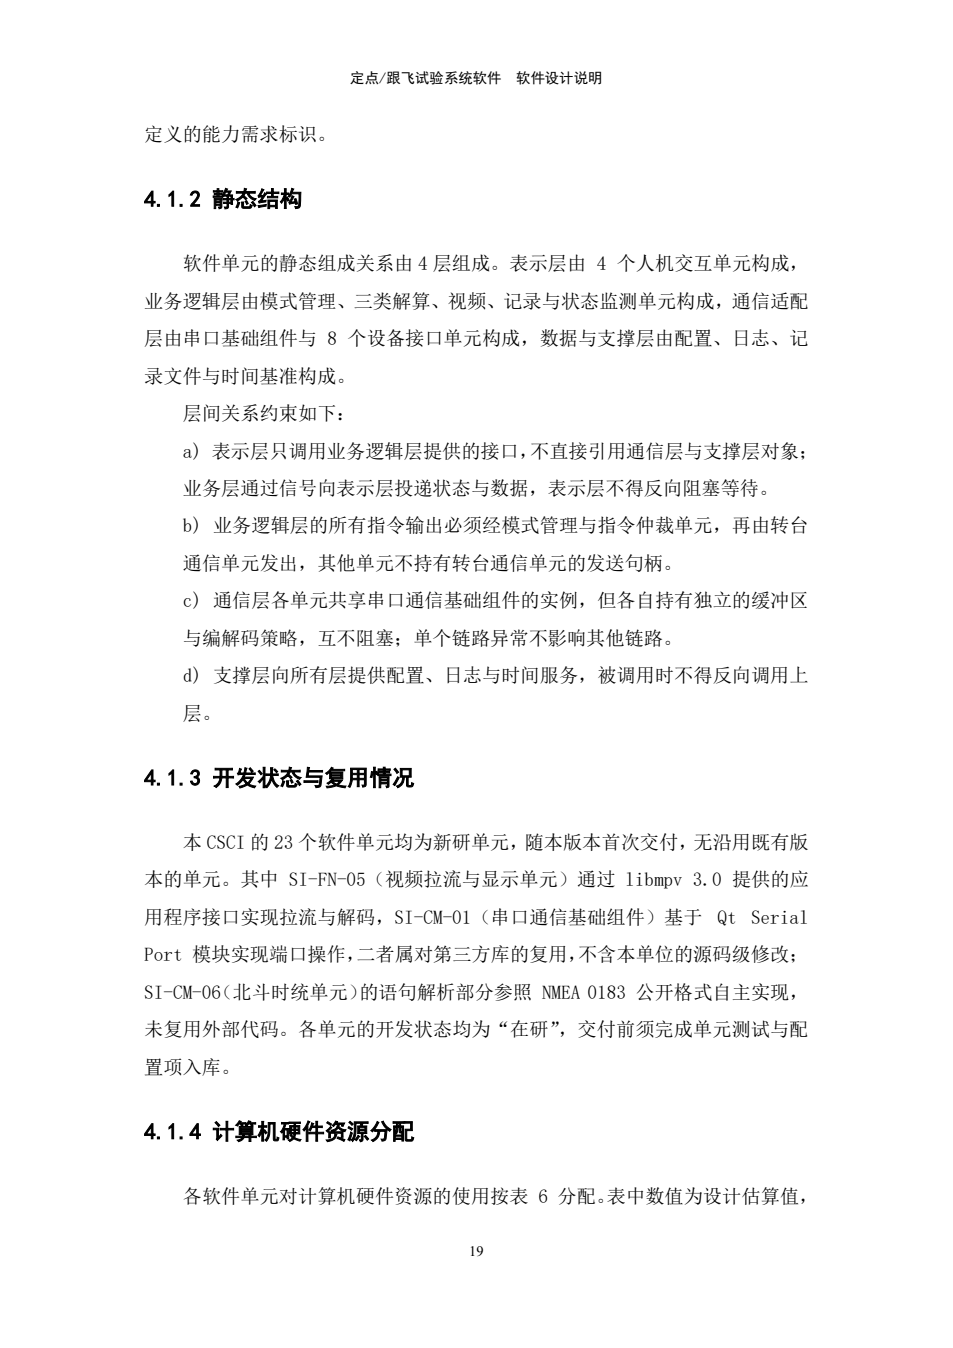 定点/跟飞试验系统软件 软件设计说明
定义的能力需求标识。
4.1.2 静态结构
软件单元的静态组成关系由 4 层组成。表示层由 4 个人机交互单元构成，
业务逻辑层由模式管理、三类解算、视频、记录与状态监测单元构成，通信适配
层由串口基础组件与 8 个设备接口单元构成，数据与支撑层由配置、日志、记
录文件与时间基准构成。
层间关系约束如下：
a) 表示层只调用业务逻辑层提供的接口，不直接引用通信层与支撑层对象；
业务层通过信号向表示层投递状态与数据，表示层不得反向阻塞等待。
b) 业务逻辑层的所有指令输出必须经模式管理与指令仲裁单元，再由转台
通信单元发出，其他单元不持有转台通信单元的发送句柄。
c) 通信层各单元共享串口通信基础组件的实例，但各自持有独立的缓冲区
与编解码策略，互不阻塞；单个链路异常不影响其他链路。
d) 支撑层向所有层提供配置、日志与时间服务，被调用时不得反向调用上
层。
4.1.3 开发状态与复用情况
本 CSCI 的 23 个软件单元均为新研单元，随本版本首次交付，无沿用既有版
本的单元。其中 SI-FN-05（视频拉流与显示单元）通过 libmpv 3.0 提供的应
用程序接口实现拉流与解码，SI-CM-01（串口通信基础组件）基于 Qt Serial
Port 模块实现端口操作，二者属对第三方库的复用，不含本单位的源码级修改；
SI-CM-06（北斗时统单元）的语句解析部分参照 NMEA 0183 公开格式自主实现，
未复用外部代码。各单元的开发状态均为“在研”，交付前须完成单元测试与配
置项入库。
4.1.4 计算机硬件资源分配
各软件单元对计算机硬件资源的使用按表 6 分配。表中数值为设计估算值，
19